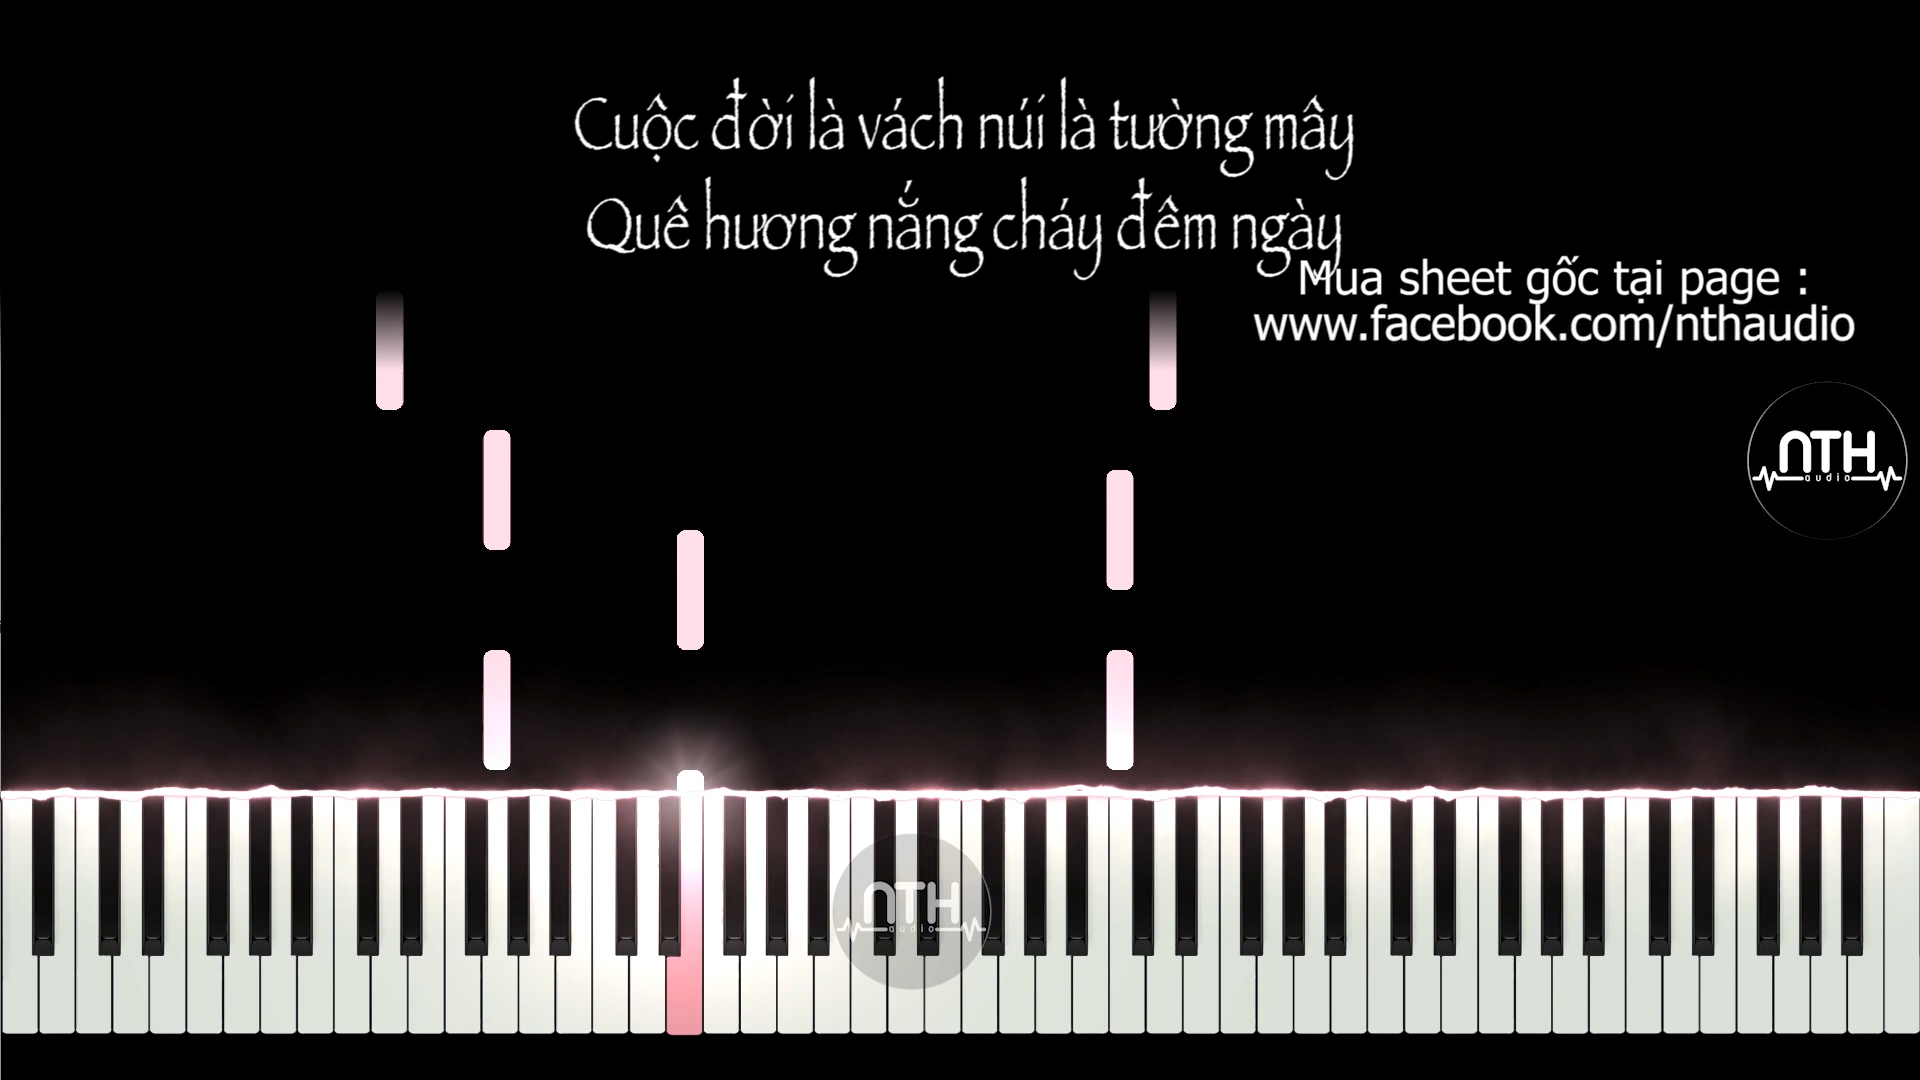 Cuộc đời là vách núi là tường mây
Quê hương nắng cháy đêm ngày
Mua sheet gốc tại page :
www.facebook.com/nthaudio
NTH
audio
NTH
audio